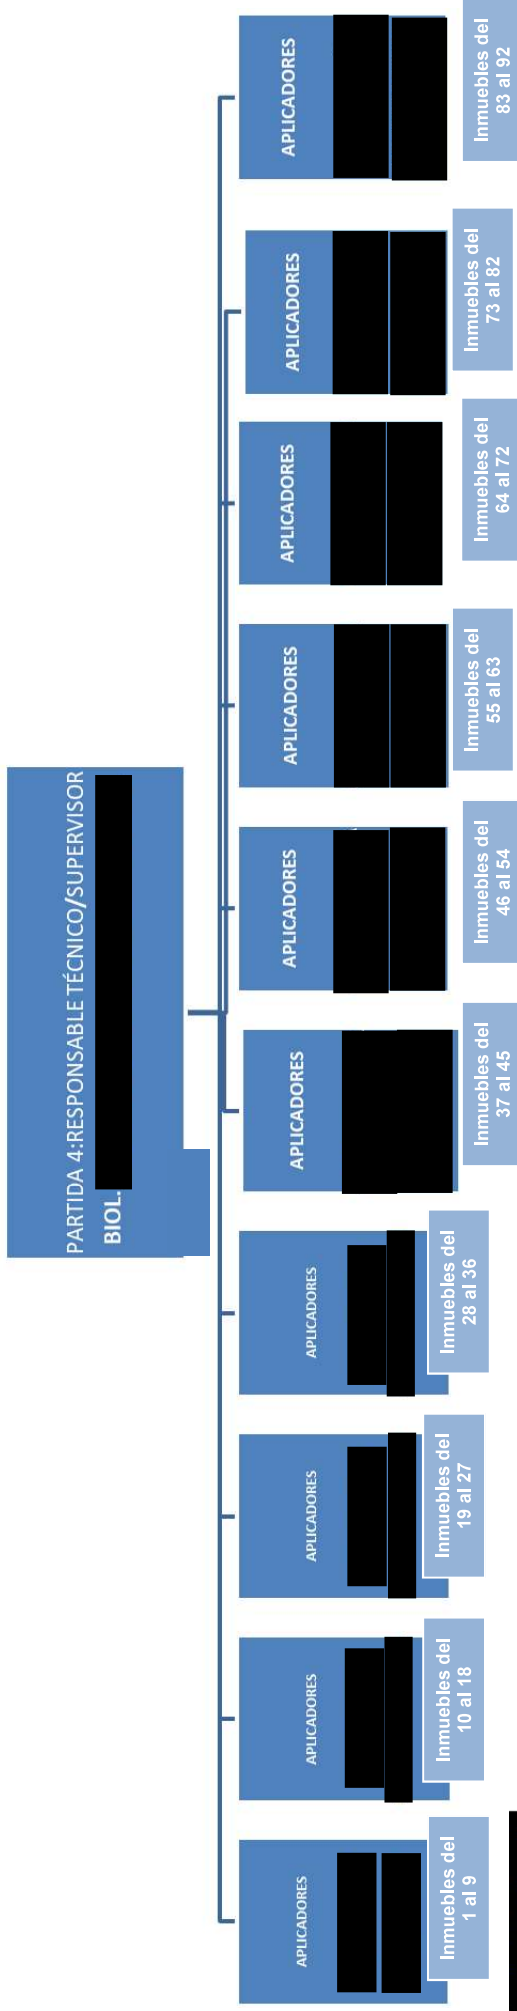 PARTIDA 4:RESPONSABLE TÉCNICO/SUPERVISOR
BIOL.
APLICADORES
Inmuebles del
1 al 9
APLICADORES
Inmuebles del
10 al 18
APLICADORES
Inmuebles del
19 al 27
APLICADORES
Inmuebles del
28 al 36
APLICADORES
Inmuebles del
37 al 45
APLICADORES
Inmuebles del
46 al 54
APLICADORES
Inmuebles del
55 al 63
APLICADORES
Inmuebles del
64 al 72
APLICADORES
Inmuebles del
73 al 82
APLICADORES
Inmuebles del
83 al 92